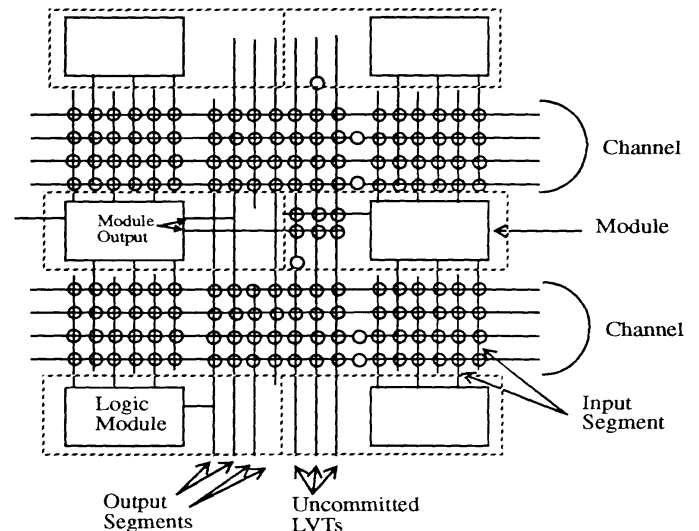 Channel
Module
Output
Module
Channel
Logic
Module
Input
Segment
Output
Segments
Uncommitted
LVTs